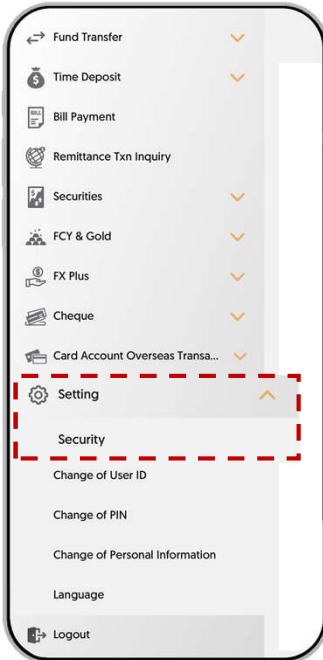 Fund Transfer
Time Deposit
BILL
Bill Payment
Remittance Txn Inquiry
Securities
FCY & Gold
FX Plus
Cheque
Card Account Overseas Transa...
Setting
Security
Change of User ID
Change of PIN
Change of Personal Information
Language
Logout